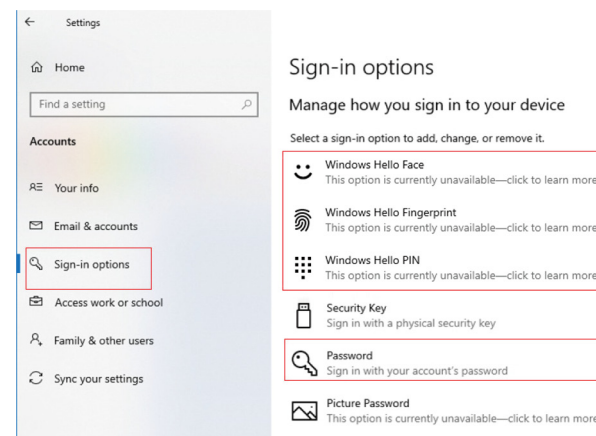 Settings
Home
Find a setting
Accounts
Your info
Email & accounts
Sign-in options
Access work or school
Family & other users
Sync your settings
Sign-in options
Manage how you sign in to your device
Select a sign-in option to add, change, or remove it.
Windows Hello Face
This option is currently unavailable—click to learn more
Windows Hello Fingerprint
This option is currently unavailable—click to learn more
Windows Hello PIN
This option is currently unavailable—click to learn more
Security Key
Sign in with a physical security key
Password
Sign in with your account's password
Picture Password
This option is currently unavailable—click to learn more